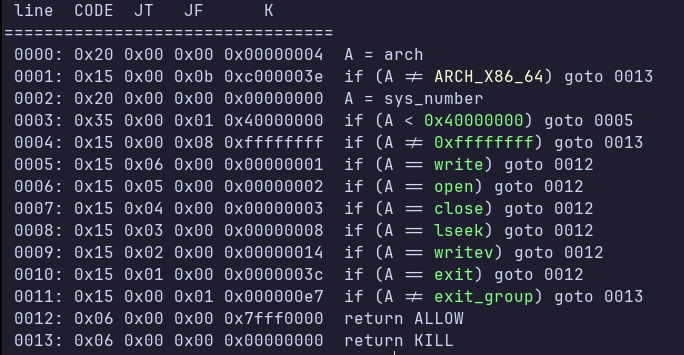 line CODE JT JF K
=================================
0000: 0x20 0x00 0x00 0x00000004 A = arch
0001: 0x15 0x00 0x0b 0xc000003e if (A != ARCH_X86_64) goto 0013
0002: 0x20 0x00 0x00 0x00000000 A = sys_number
0003: 0x35 0x00 0x01 0x40000000 if (A < 0x40000000) goto 0005
0004: 0x15 0x00 0x08 0xffffffff if (A != 0xffffffff) goto 0013
0005: 0x15 0x06 0x00 0x00000001 if (A == write) goto 0012
0006: 0x15 0x05 0x00 0x00000002 if (A == open) goto 0012
0007: 0x15 0x04 0x00 0x00000003 if (A == close) goto 0012
0008: 0x15 0x03 0x00 0x00000008 if (A == lseek) goto 0012
0009: 0x15 0x02 0x00 0x00000014 if (A == writev) goto 0012
0010: 0x15 0x01 0x00 0x0000003c if (A == exit) goto 0012
0011: 0x15 0x00 0x01 0x000000e7 if (A != exit_group) goto 0013
0012: 0x06 0x00 0x00 0x7fff0000 return ALLOW
0013: 0x06 0x00 0x00 0x00000000 return KILL